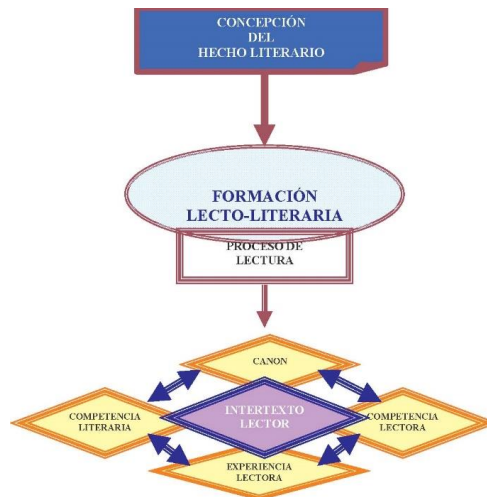 CONCEPCIÓN
DEL
HECHO LITERARIO
FORMACIÓN
LECTO-LITERARIA
PROCESO DE
LECTURA
CANON
COMPETENCIA
LITERARIA
INTERTEXTO
LECTOR
COMPETENCIA
LECTORA
EXPERIENCIA
LECTORA